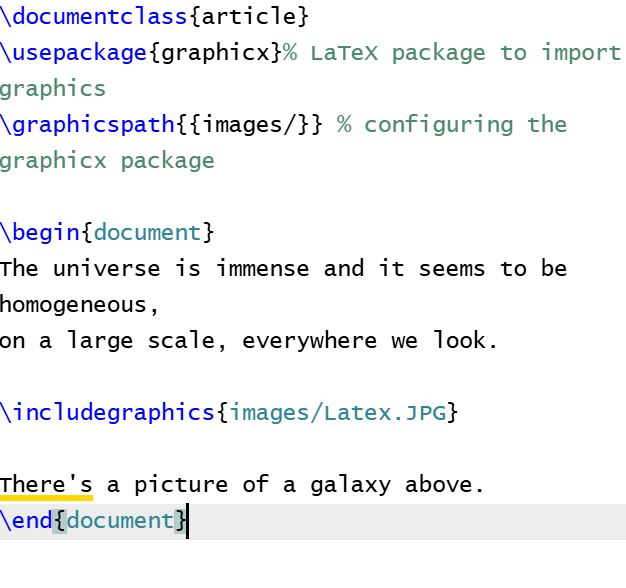 \documentclass{article}
\usepackage{graphicx}% LaTeX package to import
graphics
\graphicspath{{images/}} % configuring the
graphicx package
\begin{document}
The universe is immense and it seems to be
homogeneous,
on a large scale, everywhere we look.
\includegraphics{images/Latex.JPG}
There's a picture of a galaxy above.
\end{document}